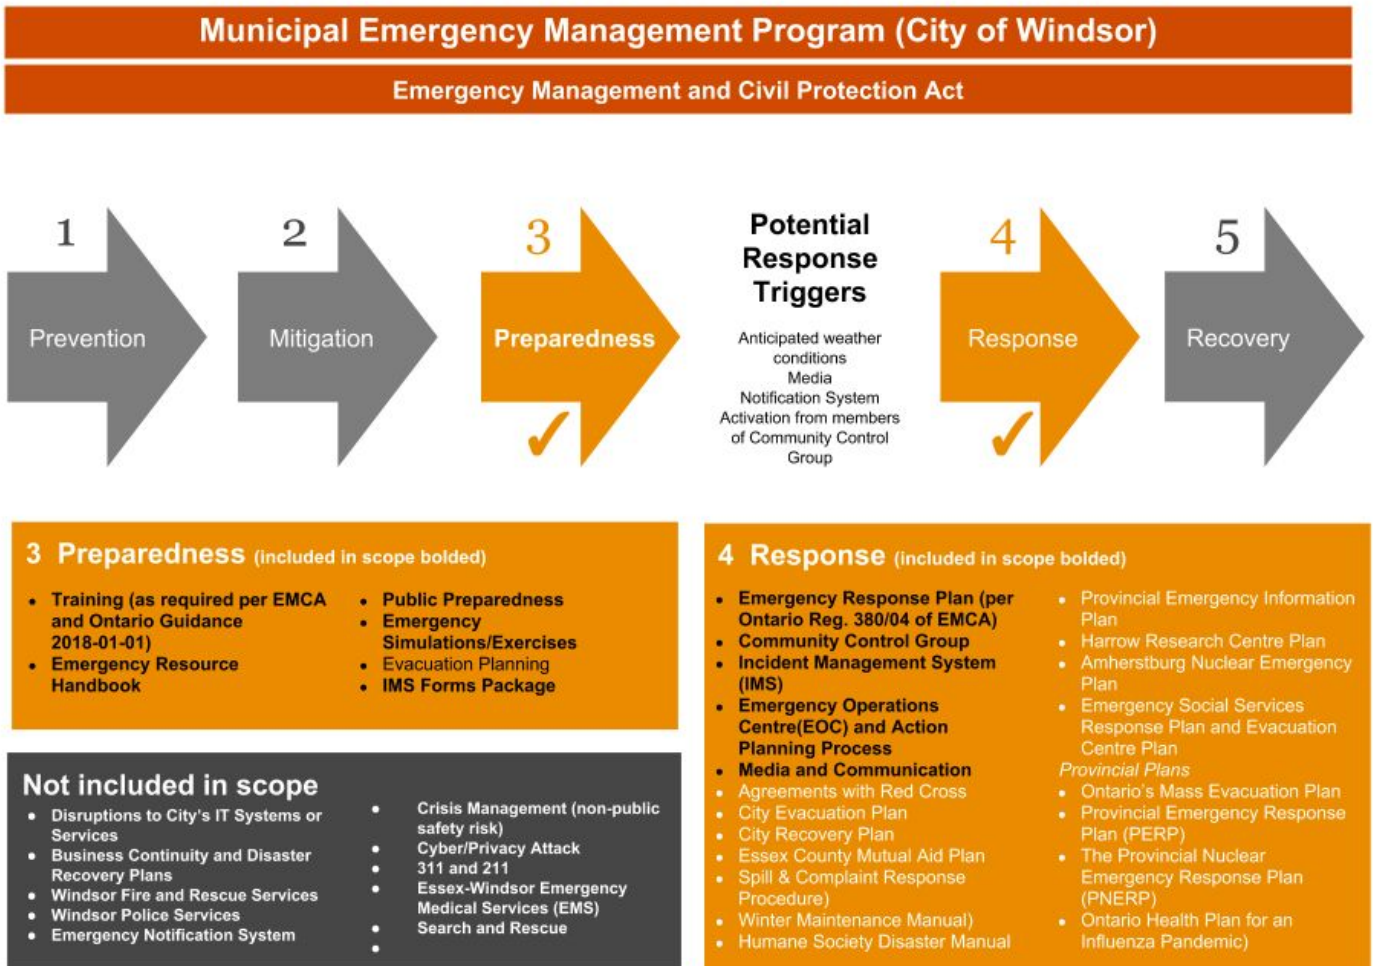 Municipal Emergency Management Program (City of Windsor)
Emergency Management and Civil Protection Act
1
Prevention
2
Mitigation
3
Preparedness
✓
Potential
Response
Triggers
Anticipated weather
conditions
Media
Notification System
Activation from members
of Community Control
Group
4
Response
✓
5
Recovery
3 Preparedness (included in scope bolded)
• Training (as required per EMCA
and Ontario Guidance
2018-01-01)
• Emergency Resource
Handbook
• Public Preparedness
• Emergency
Simulations/Exercises
• Evacuation Planning
• IMS Forms Package
Not included in scope
• Disruptions to City's IT Systems or
Services
• Business Continuity and Disaster
Recovery Plans
• Windsor Fire and Rescue Services
• Windsor Police Services
• Emergency Notification System
• Crisis Management (non-public
safety risk)
• Cyber/Privacy Attack
• 311 and 211
• Essex-Windsor Emergency
Medical Services (EMS)
• Search and Rescue
•
4 Response (included in scope bolded)
• Emergency Response Plan (per
Ontario Reg. 380/04 of EMCA)
• Community Control Group
• Incident Management System
(IMS)
• Emergency Operations
Centre(EOC) and Action
Planning Process
• Media and Communication
• Agreements with Red Cross
• City Evacuation Plan
• City Recovery Plan
• Essex County Mutual Aid Plan
• Spill & Complaint Response
Procedure)
• Winter Maintenance Manual)
• Humane Society Disaster Manual
• Provincial Emergency Information
Plan
• Harrow Research Centre Plan
• Amherstburg Nuclear Emergency
Plan
• Emergency Social Services
Response Plan and Evacuation
Centre Plan
Provincial Plans
• Ontario's Mass Evacuation Plan
• Provincial Emergency Response
Plan (PERP)
• The Provincial Nuclear
Emergency Response Plan
(PNERP)
• Ontario Health Plan for an
Influenza Pandemic)